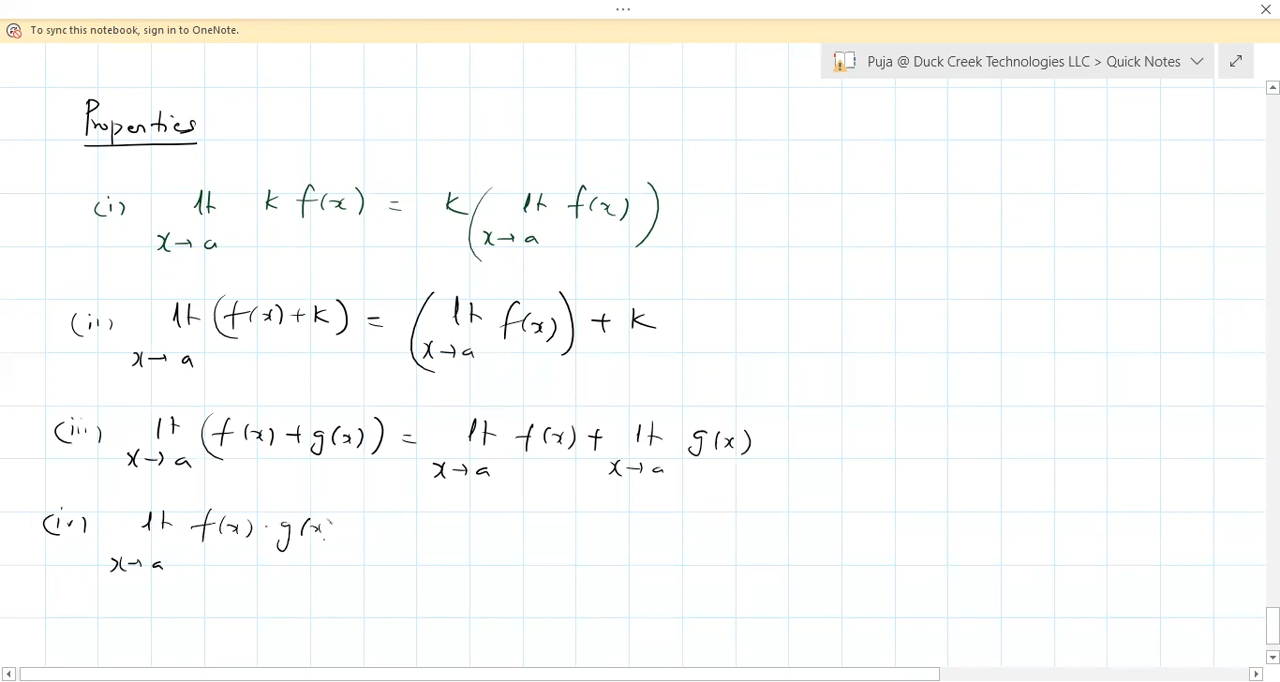 ...
To sync this notebook, sign in to OneNote.
Puja @ Duck Creek Technologies LLC > Quick Notes
Properties
(i) lt x→a k f(x) = k( lt x→a f(x) )
(ii) lt x→a (f(x)+k) = ( lt x→a f(x) ) + k
(iii) lt x→a (f(x)+g(x)) = lt x→a f(x) + lt x→a g(x)
(iv) lt x→a f(x) · g(x)